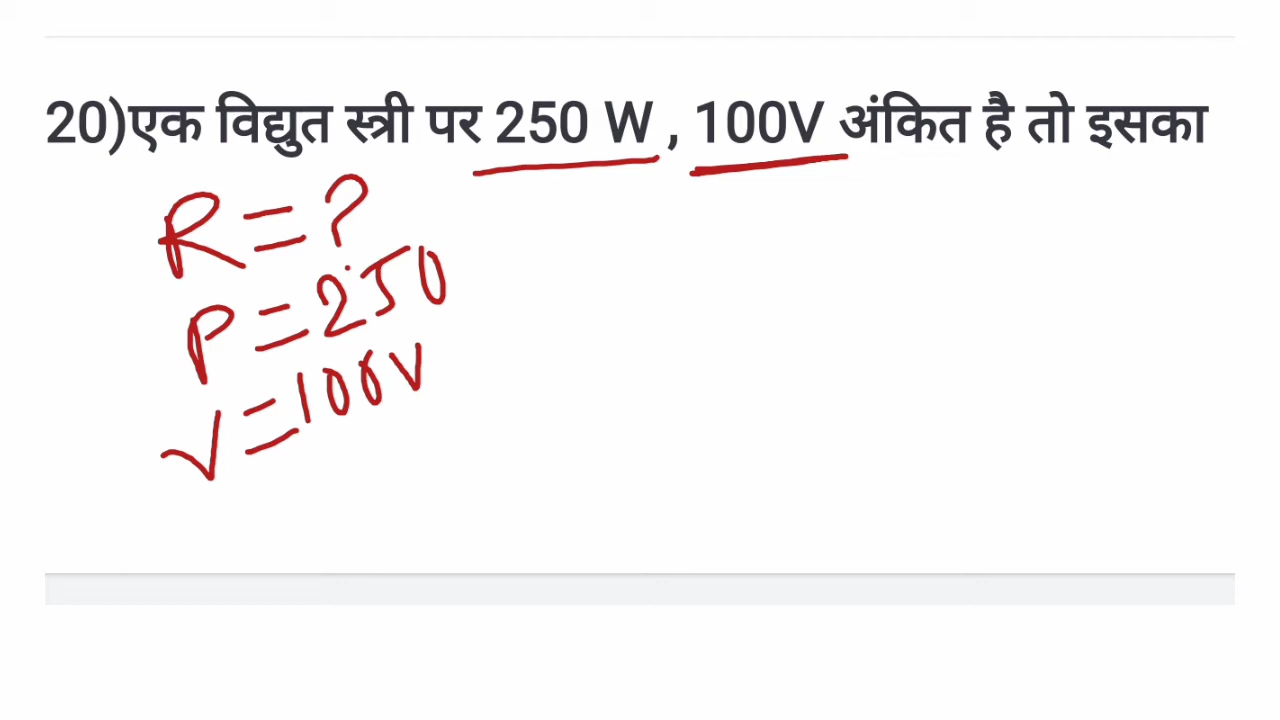 20)एक विद्युत स्त्री पर 250 W , 100V अंकित है तो इसका
R = ?
P = 250
V = 100V